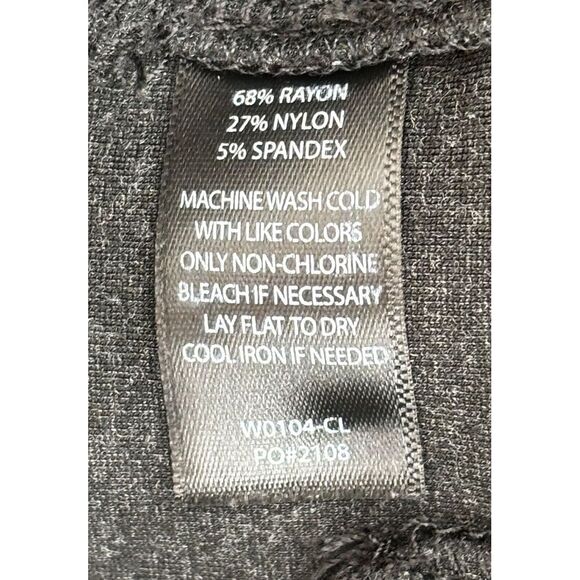 68% RAYON
27% NYLON
5% SPANDEX
MACHINE WASH COLD
WITH LIKE COLORS
ONLY NON-CHLORINE
BLEACH IF NECESSARY
LAY FLAT TO DRY
COOL IRON IF NEEDED
W0104-CL
PO#2108